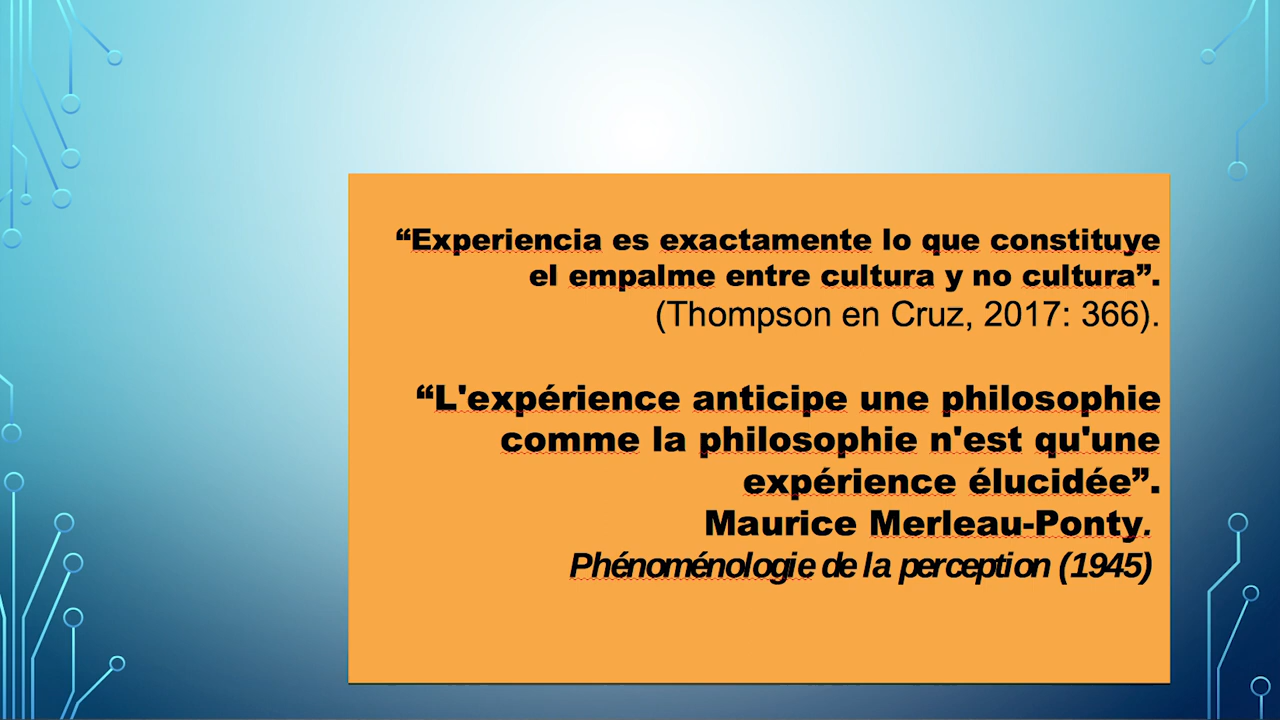 “Experiencia es exactamente lo que constituye
el empalme entre cultura y no cultura”.
(Thompson en Cruz, 2017: 366).
“L'expérience anticipe une philosophie
comme la philosophie n'est qu'une
expérience élucidée”.
Maurice Merleau-Ponty.
Phénoménologie de la perception (1945)